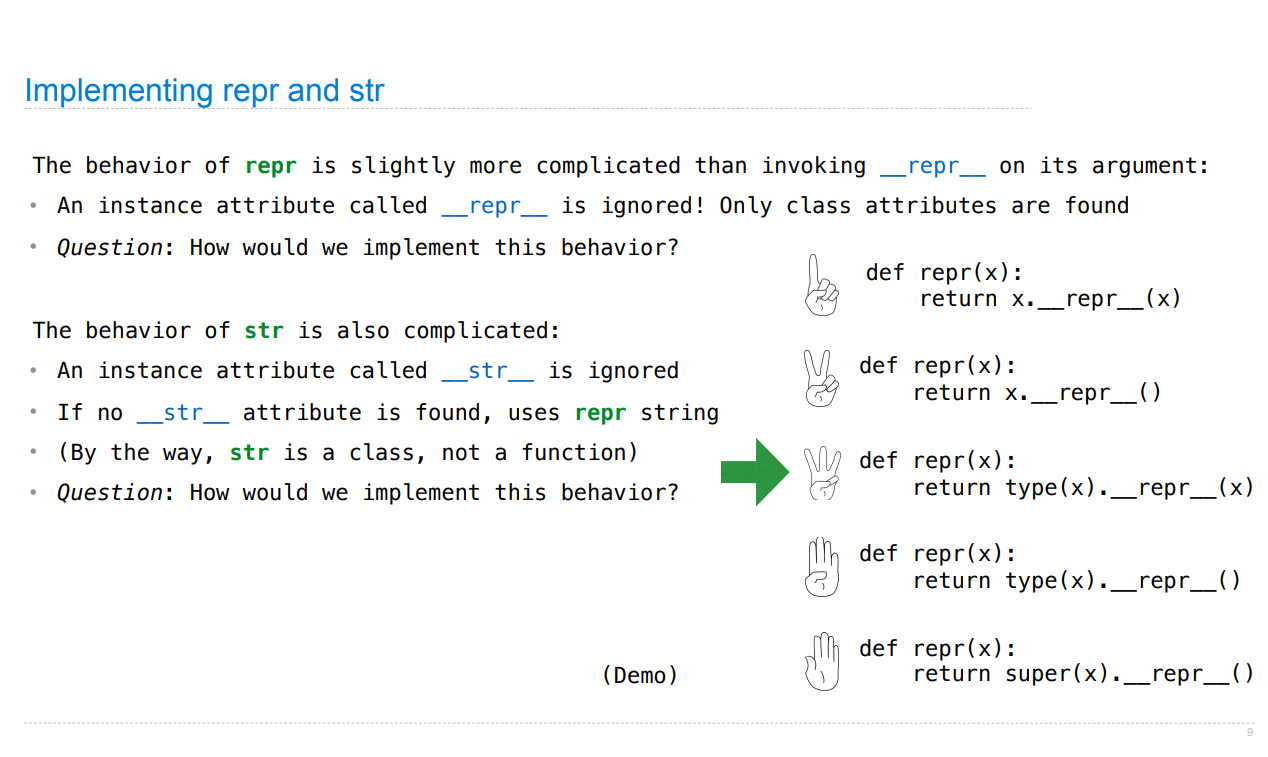 Implementing repr and str
The behavior of repr is slightly more complicated than invoking __repr__ on its argument:
• An instance attribute called __repr__ is ignored! Only class attributes are found
• Question: How would we implement this behavior?
The behavior of str is also complicated:
• An instance attribute called __str__ is ignored
• If no __str__ attribute is found, uses repr string
• (By the way, str is a class, not a function)
• Question: How would we implement this behavior?
(Demo)
def repr(x):
    return x.__repr__(x)
def repr(x):
    return x.__repr__()
def repr(x):
    return type(x).__repr__(x)
def repr(x):
    return type(x).__repr__()
def repr(x):
    return super(x).__repr__()
9